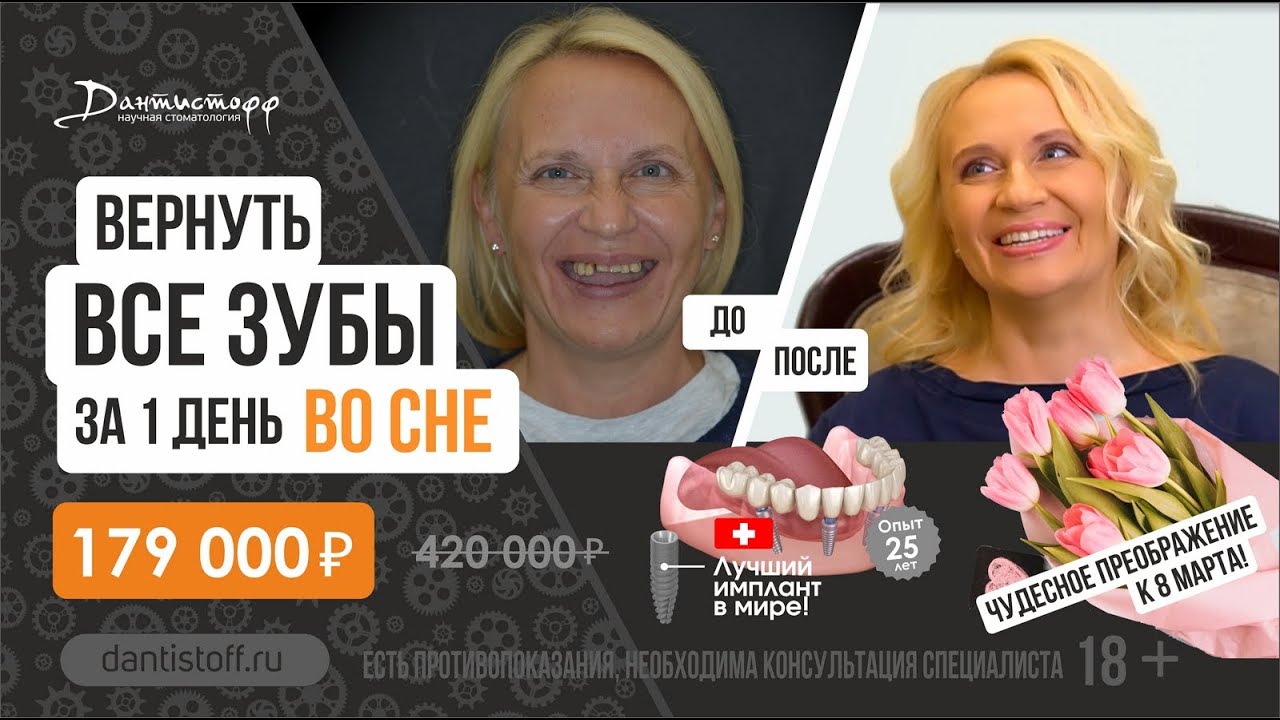 Дантистофф
научная стоматология
ВЕРНУТЬ
ВСЕ ЗУБЫ
ЗА 1 ДЕНЬ ВО СНЕ
179 000 ₽
420 000 ₽
dantistoff.ru
ДО
ПОСЛЕ
Лучший
имплант
в мире!
Опыт
25
лет
ЧУДЕСНОЕ ПРЕОБРАЖЕНИЕ
К 8 МАРТА!
ЕСТЬ ПРОТИВОПОКАЗАНИЯ, НЕОБХОДИМА КОНСУЛЬТАЦИЯ СПЕЦИАЛИСТА 18 +